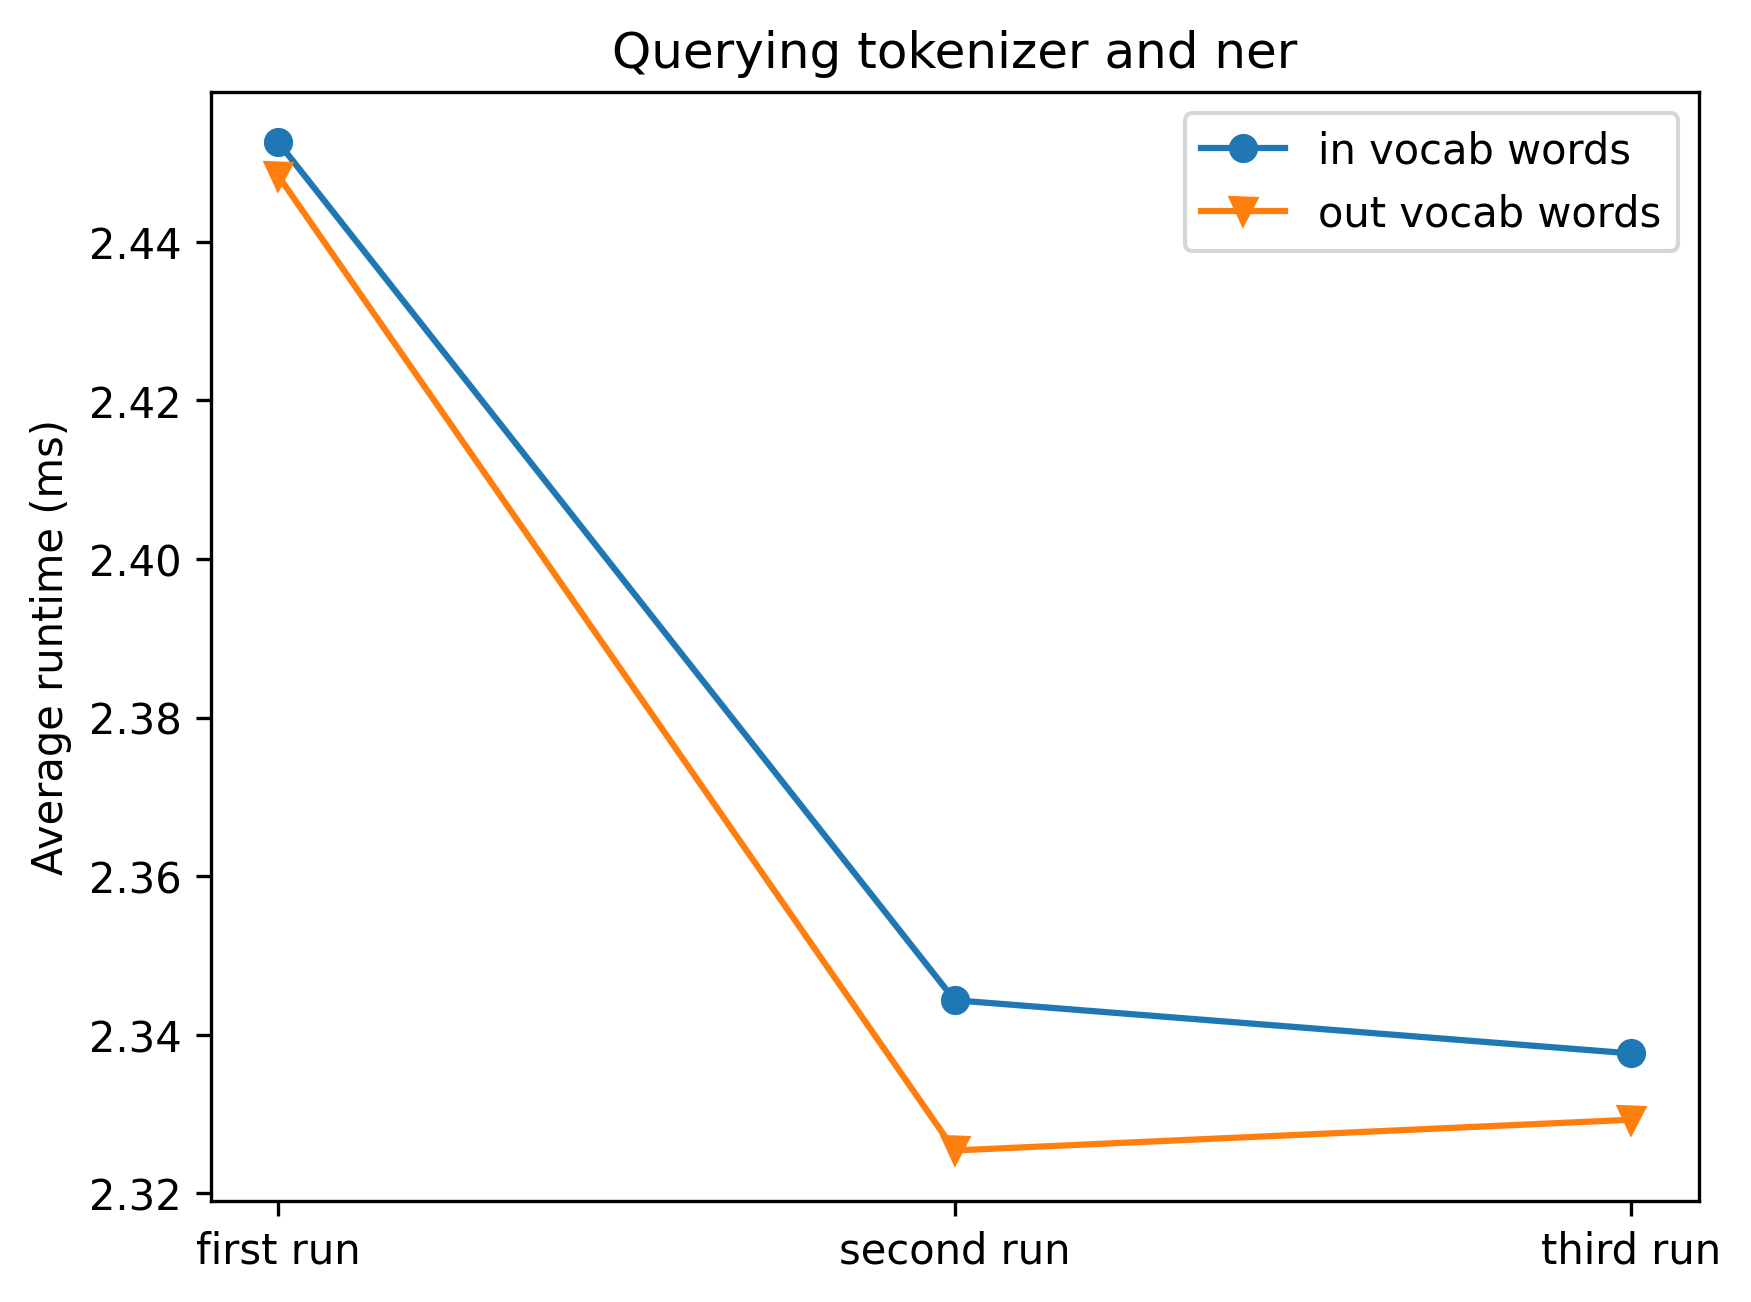 Querying tokenizer and ner
in vocab words
out vocab words
Average runtime (ms)
2.44
2.42
2.40
2.38
2.36
2.34
2.32
first run
second run
third run